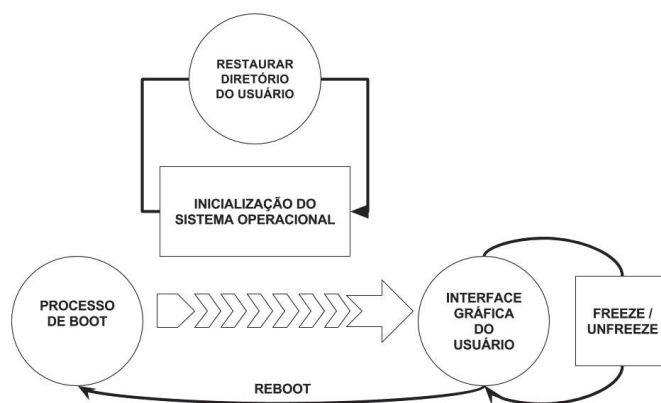 RESTAURAR
DIRETÓRIO
DO USUÁRIO
INICIALIZAÇÃO DO
SISTEMA OPERACIONAL
PROCESSO
DE BOOT
INTERFACE
GRÁFICA
DO
USUÁRIO
FREEZE /
UNFREEZE
REBOOT